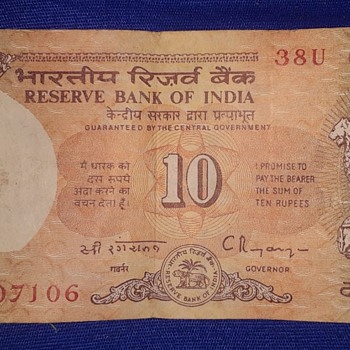 38U
भारतीय रिज़र्व बैंक
RESERVE BANK OF INDIA
केन्द्रीय सरकार द्वारा प्रत्याभूत
GUARANTEED BY THE CENTRAL GOVERNMENT
मैं धारक को
दस रुपये
अदा करने का
वचन देता हूँ।
10
I PROMISE TO
PAY THE BEARER
THE SUM OF
TEN RUPEES
गवर्नर
GOVERNOR
07106